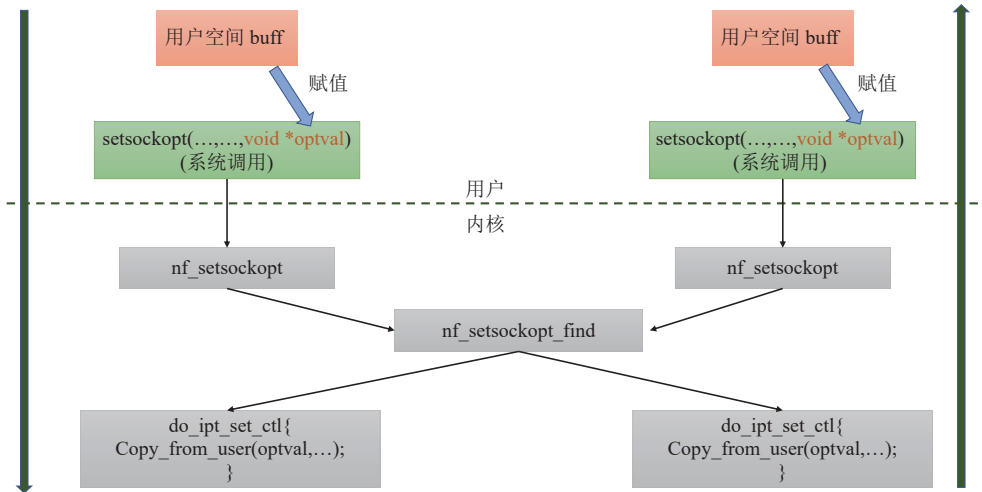 用户空间 buff
用户空间 buff
赋值
赋值
setsockopt(…,…,void *optval)
(系统调用)
setsockopt(…,…,void *optval)
(系统调用)
用户
内核
nf_setsockopt
nf_setsockopt
nf_setsockopt_find
do_ipt_set_ctl{
Copy_from_user(optval,…);
}
do_ipt_set_ctl{
Copy_from_user(optval,…);
}